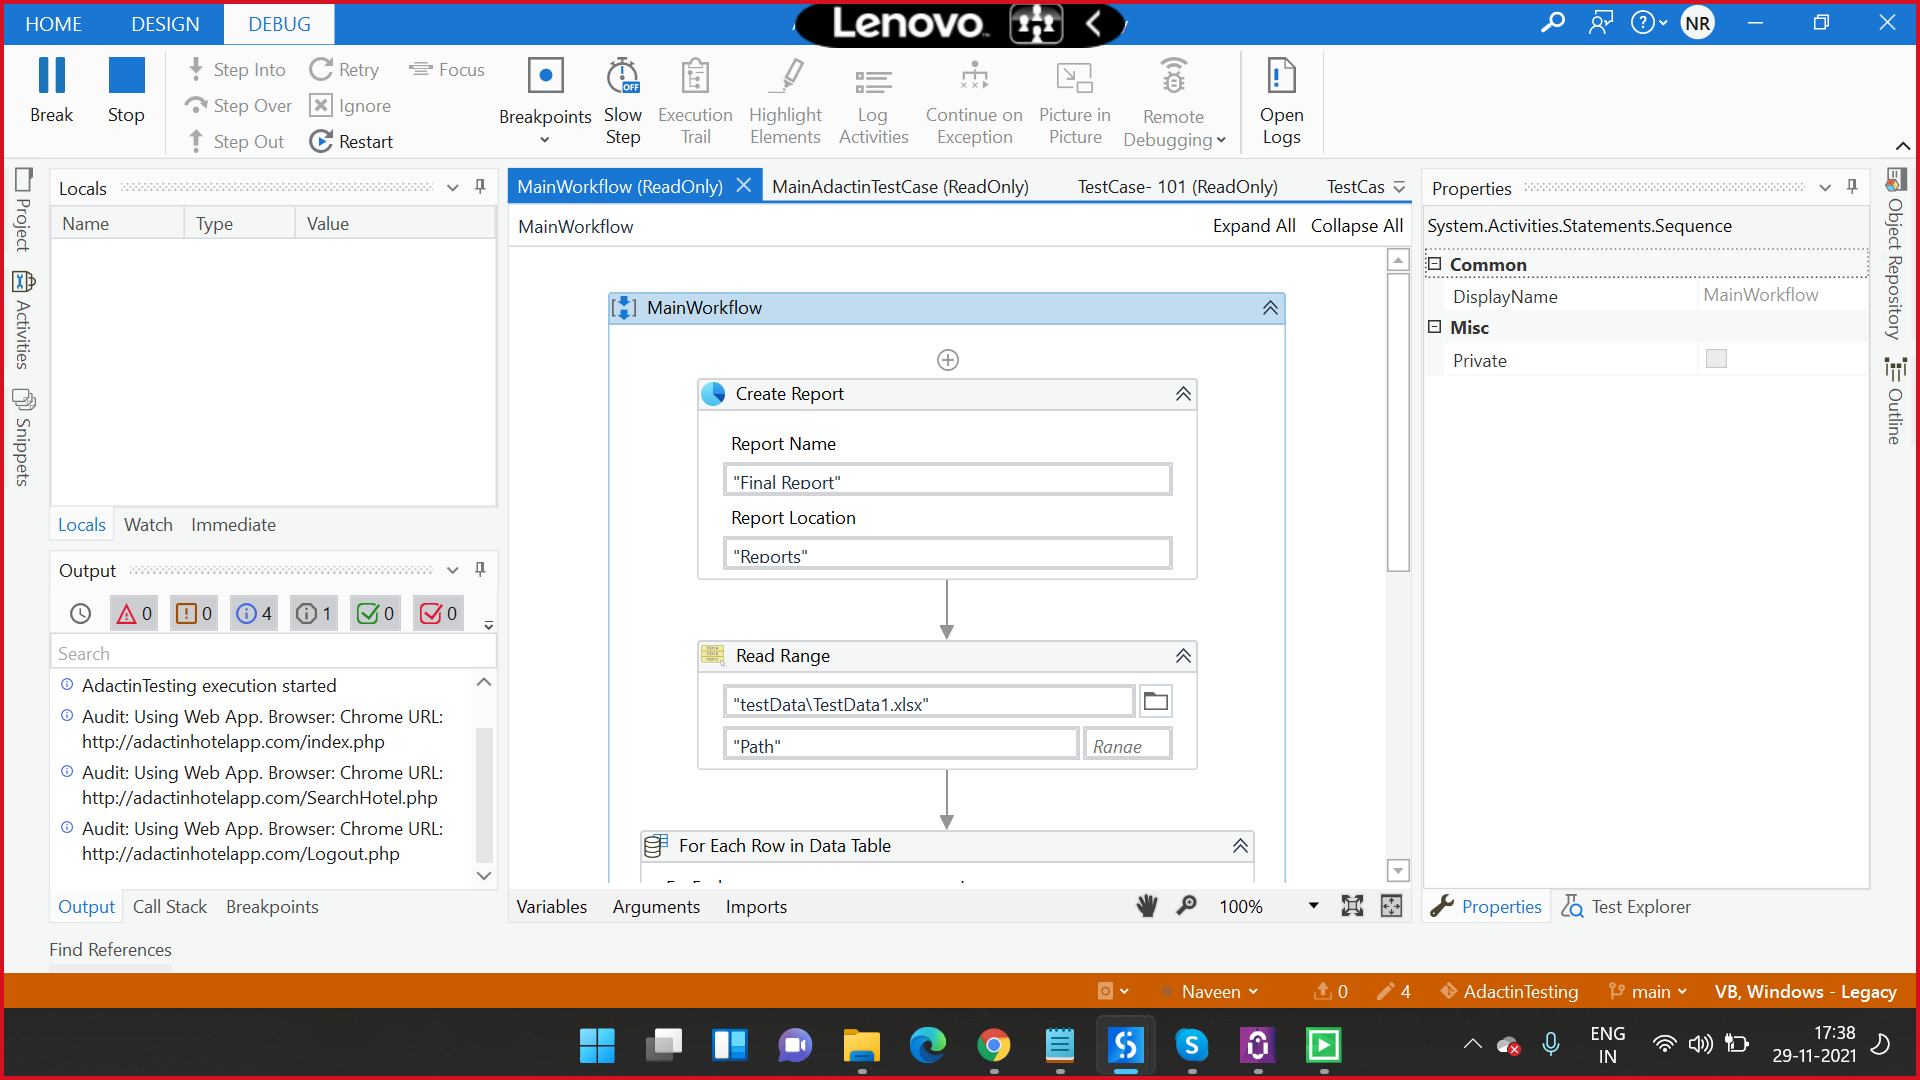 HOME
DESIGN
DEBUG
Lenovo
NR
Break
Stop
Step Into
Step Over
Step Out
Retry
Ignore
Restart
Focus
Breakpoints
Slow
Step
Execution
Trail
Highlight
Elements
Log
Activities
Continue on
Exception
Picture in
Picture
Remote
Debugging
Open
Logs
Project
Activities
Snippets
Locals
Name
Type
Value
Locals
Watch
Immediate
Output
0
0
4
1
0
0
Search
AdactinTesting execution started
Audit: Using Web App. Browser: Chrome URL:
http://adactinhotelapp.com/index.php
Audit: Using Web App. Browser: Chrome URL:
http://adactinhotelapp.com/SearchHotel.php
Audit: Using Web App. Browser: Chrome URL:
http://adactinhotelapp.com/Logout.php
Output
Call Stack
Breakpoints
Find References
MainWorkflow (ReadOnly)
MainAdactinTestCase (ReadOnly)
TestCase- 101 (ReadOnly)
TestCas
MainWorkflow
Expand All
Collapse All
MainWorkflow
Create Report
Report Name
"Final Report"
Report Location
"Reports"
Read Range
"testData\TestData1.xlsx"
"Path"
Range
For Each Row in Data Table
Variables
Arguments
Imports
100%
Properties
System.Activities.Statements.Sequence
Common
DisplayName
MainWorkflow
Misc
Private
Properties
Test Explorer
Object Repository
Outline
Naveen
0
4
AdactinTesting
main
VB, Windows - Legacy
ENG
IN
17:38
29-11-2021